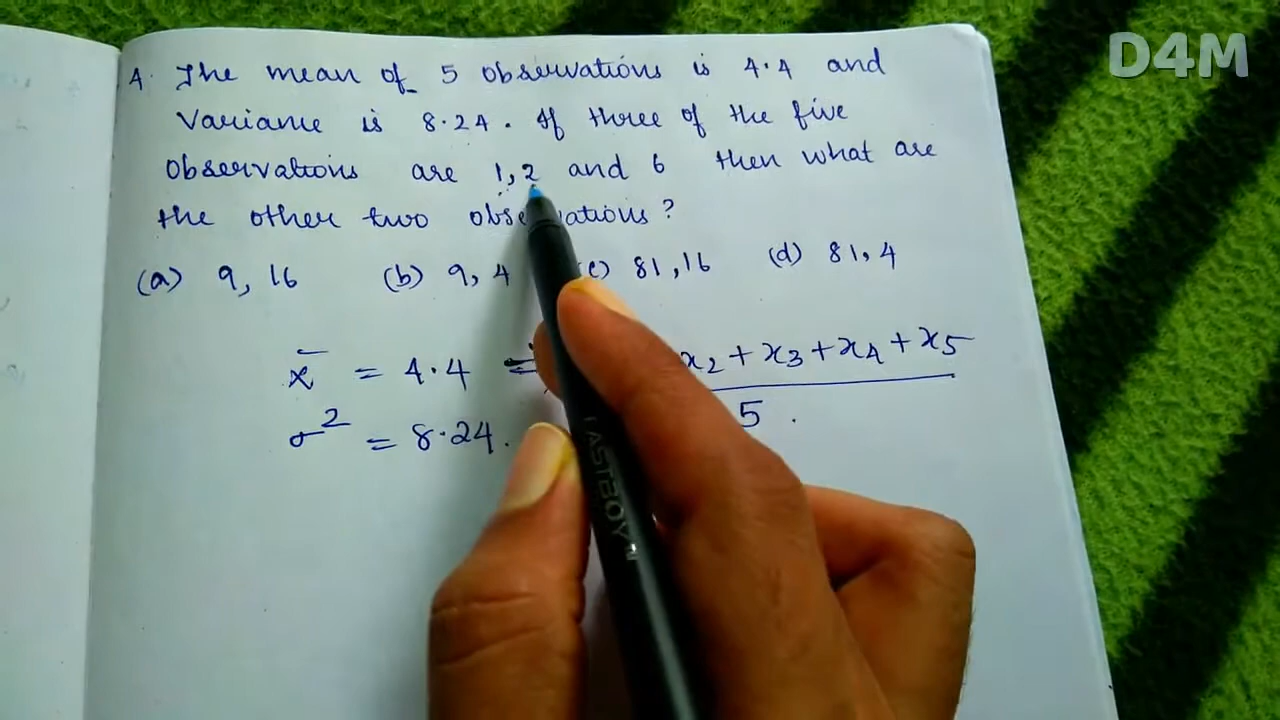 D4M
4. The mean of 5 observations is 4.4 and
Variance is 8.24. If three of the five
observations are 1,2 and 6 then what are
the other two obse vations?
(a) 9, 16 (b) 9, 4 (c) 81,16 (d) 81, 4
x̄ = 4.4 = x2 + x3 + x4 + x5
5.
σ² = 8.24.
FASTBOY